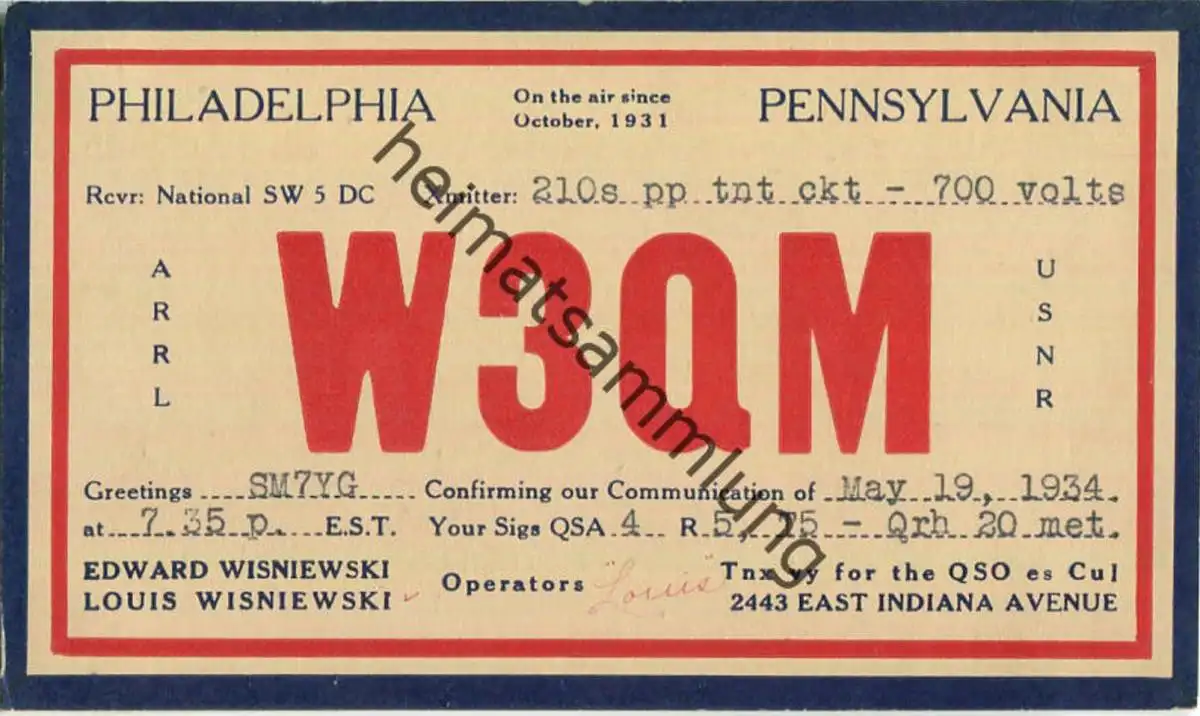 PHILADELPHIA On the air since October, 1931 PENNSYLVANIA
Rcvr: National SW 5 DC Xmitter: 210s pp tnt ckt - 700 volts
A R R L
W3QM
U S N R
Greetings SM7YG Confirming our Communication of May 19, 1934.
at 7.35 p. E.S.T. Your Sigs QSA 4 R 5, 75 - Qrh 20 met.
EDWARD WISNIEWSKI
LOUIS WISNIEWSKI
Operators "Louis"
Tnx vy for the QSO es Cul
2443 EAST INDIANA AVENUE
heimatsammlung